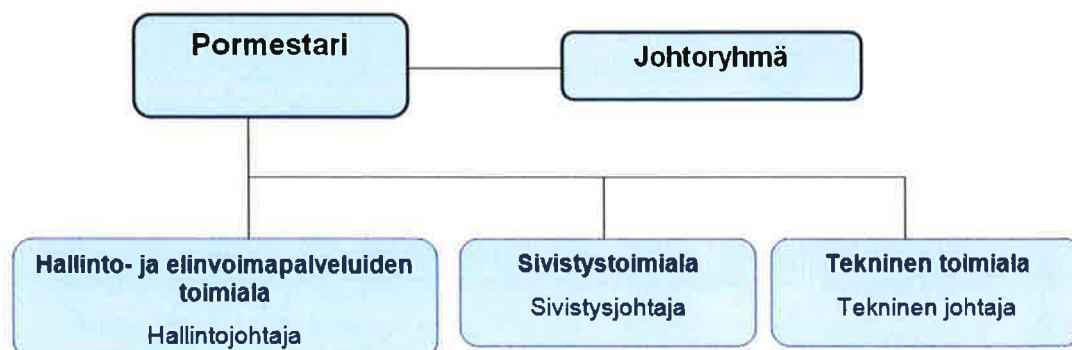 Pormestari
Johtoryhmä
Hallinto- ja elinvoimapalveluiden
toimiala
Hallintojohtaja
Sivistystoimiala
Sivistysjohtaja
Tekninen toimiala
Tekninen johtaja